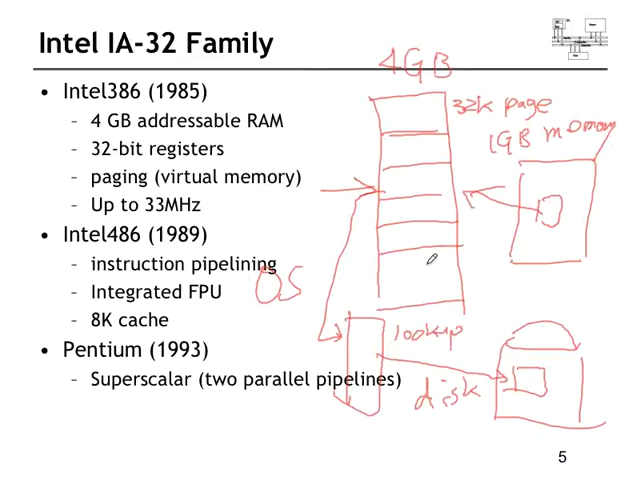 Intel IA-32 Family
• Intel386 (1985)
– 4 GB addressable RAM
– 32-bit registers
– paging (virtual memory)
– Up to 33MHz
• Intel486 (1989)
– instruction pipelining
– Integrated FPU
– 8K cache
• Pentium (1993)
– Superscalar (two parallel pipelines)
4GB
32k page
1GB memory
OS
lookup
disk
5